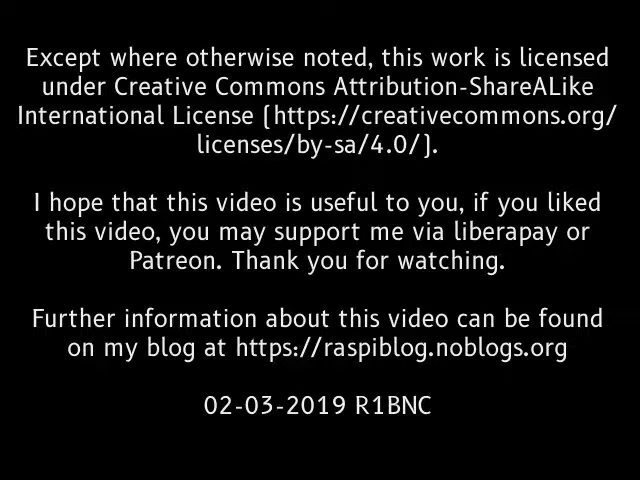 Except where otherwise noted, this work is licensed
under Creative Commons Attribution-ShareALike
International License (https://creativecommons.org/
licenses/by-sa/4.0/).
I hope that this video is useful to you, if you liked
this video, you may support me via liberapay or
Patreon. Thank you for watching.
Further information about this video can be found
on my blog at https://raspiblog.noblogs.org
02-03-2019 R1BNC